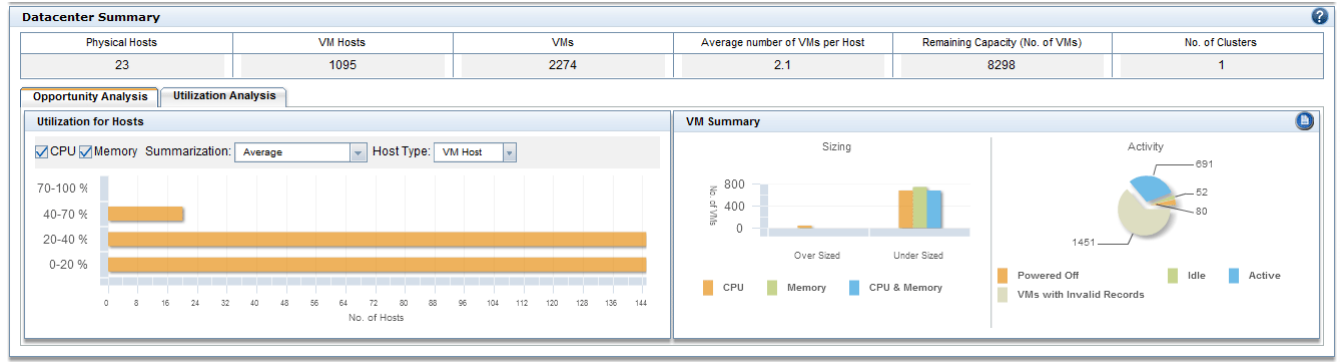 Datacenter Summary
?
Physical Hosts VM Hosts VMs Average number of VMs per Host Remaining Capacity (No. of VMs) No. of Clusters
23 1095 2274 2.1 8298 1
Opportunity Analysis Utilization Analysis
Utilization for Hosts
CPU Memory Summarization: Average Host Type: VM Host
70-100 %
40-70 %
20-40 %
0-20 %
0 8 16 24 32 40 48 56 64 72 80 88 96 104 112 120 128 136 144
No. of Hosts
VM Summary
Sizing
No. of VMs
800
400
0
Over Sized Under Sized
CPU Memory CPU & Memory
Activity
691
52
80
1451
Powered Off Idle Active
VMs with Invalid Records